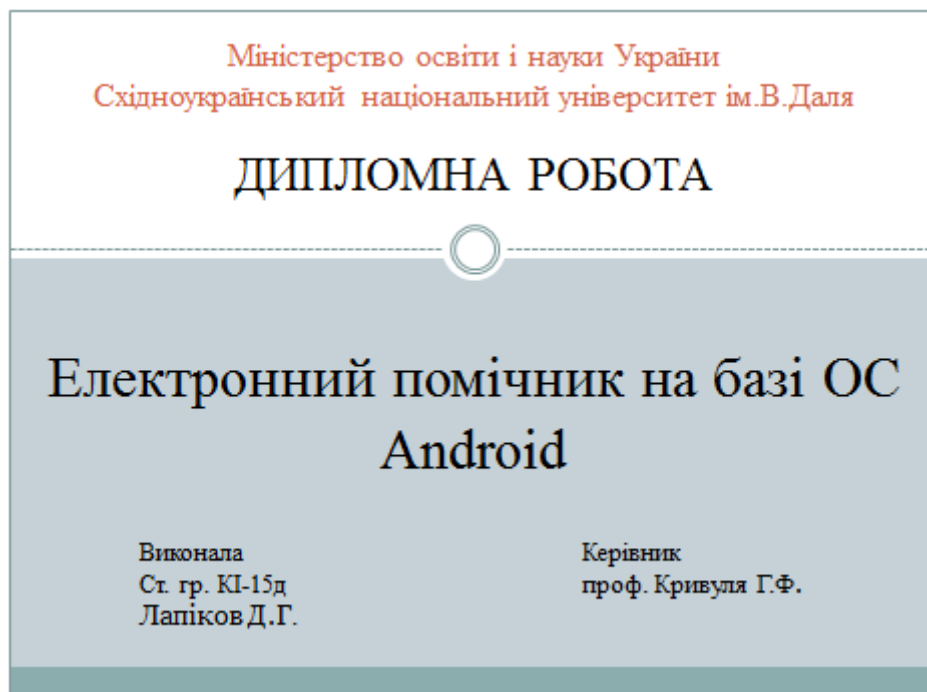 Міністерство освіти і науки України
Східноукраїнський національний університет ім.В.Даля
ДИПЛОМНА РОБОТА
Електронний помічник на базі ОС
Android
Виконала
Ст. гр. КІ-15д
Лапіков Д.Г.
Керівник
проф. Кривуля Г.Ф.